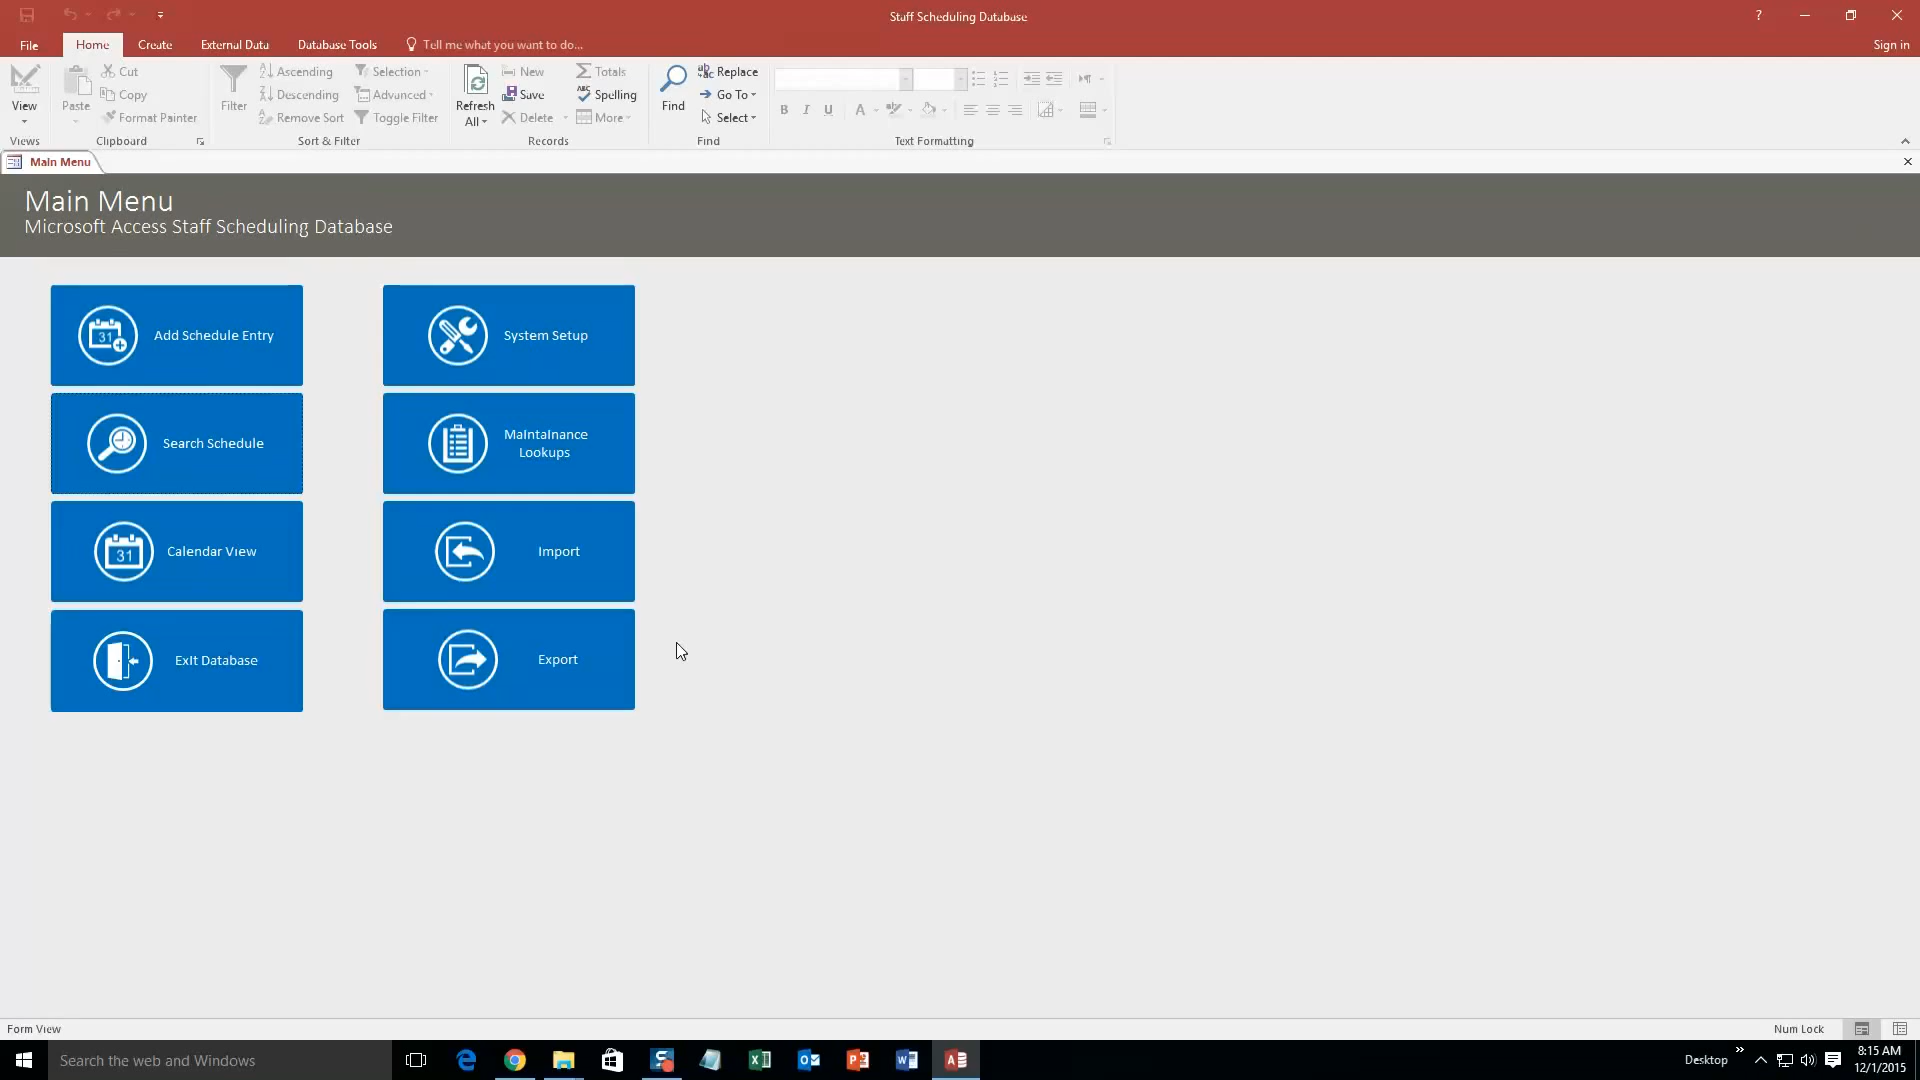 Staff Scheduling Database
?
File
Home
Create
External Data
Database Tools
Tell me what you want to do...
Sign in
View
Paste
Cut
Copy
Format Painter
Filter
Ascending
Descending
Remove Sort
Selection
Advanced
Toggle Filter
Refresh
All
New
Save
Delete
Totals
Spelling
More
Find
Replace
Go To
Select
B I U A
Views
Clipboard
Sort & Filter
Records
Find
Text Formatting
Main Menu
Main Menu
Microsoft Access Staff Scheduling Database
31
Add Schedule Entry
System Setup
Search Schedule
Maintainance
Lookups
31
Calendar View
Import
Exit Database
Export
Form View
Num Lock
Search the web and Windows
Desktop
8:15 AM
12/1/2015